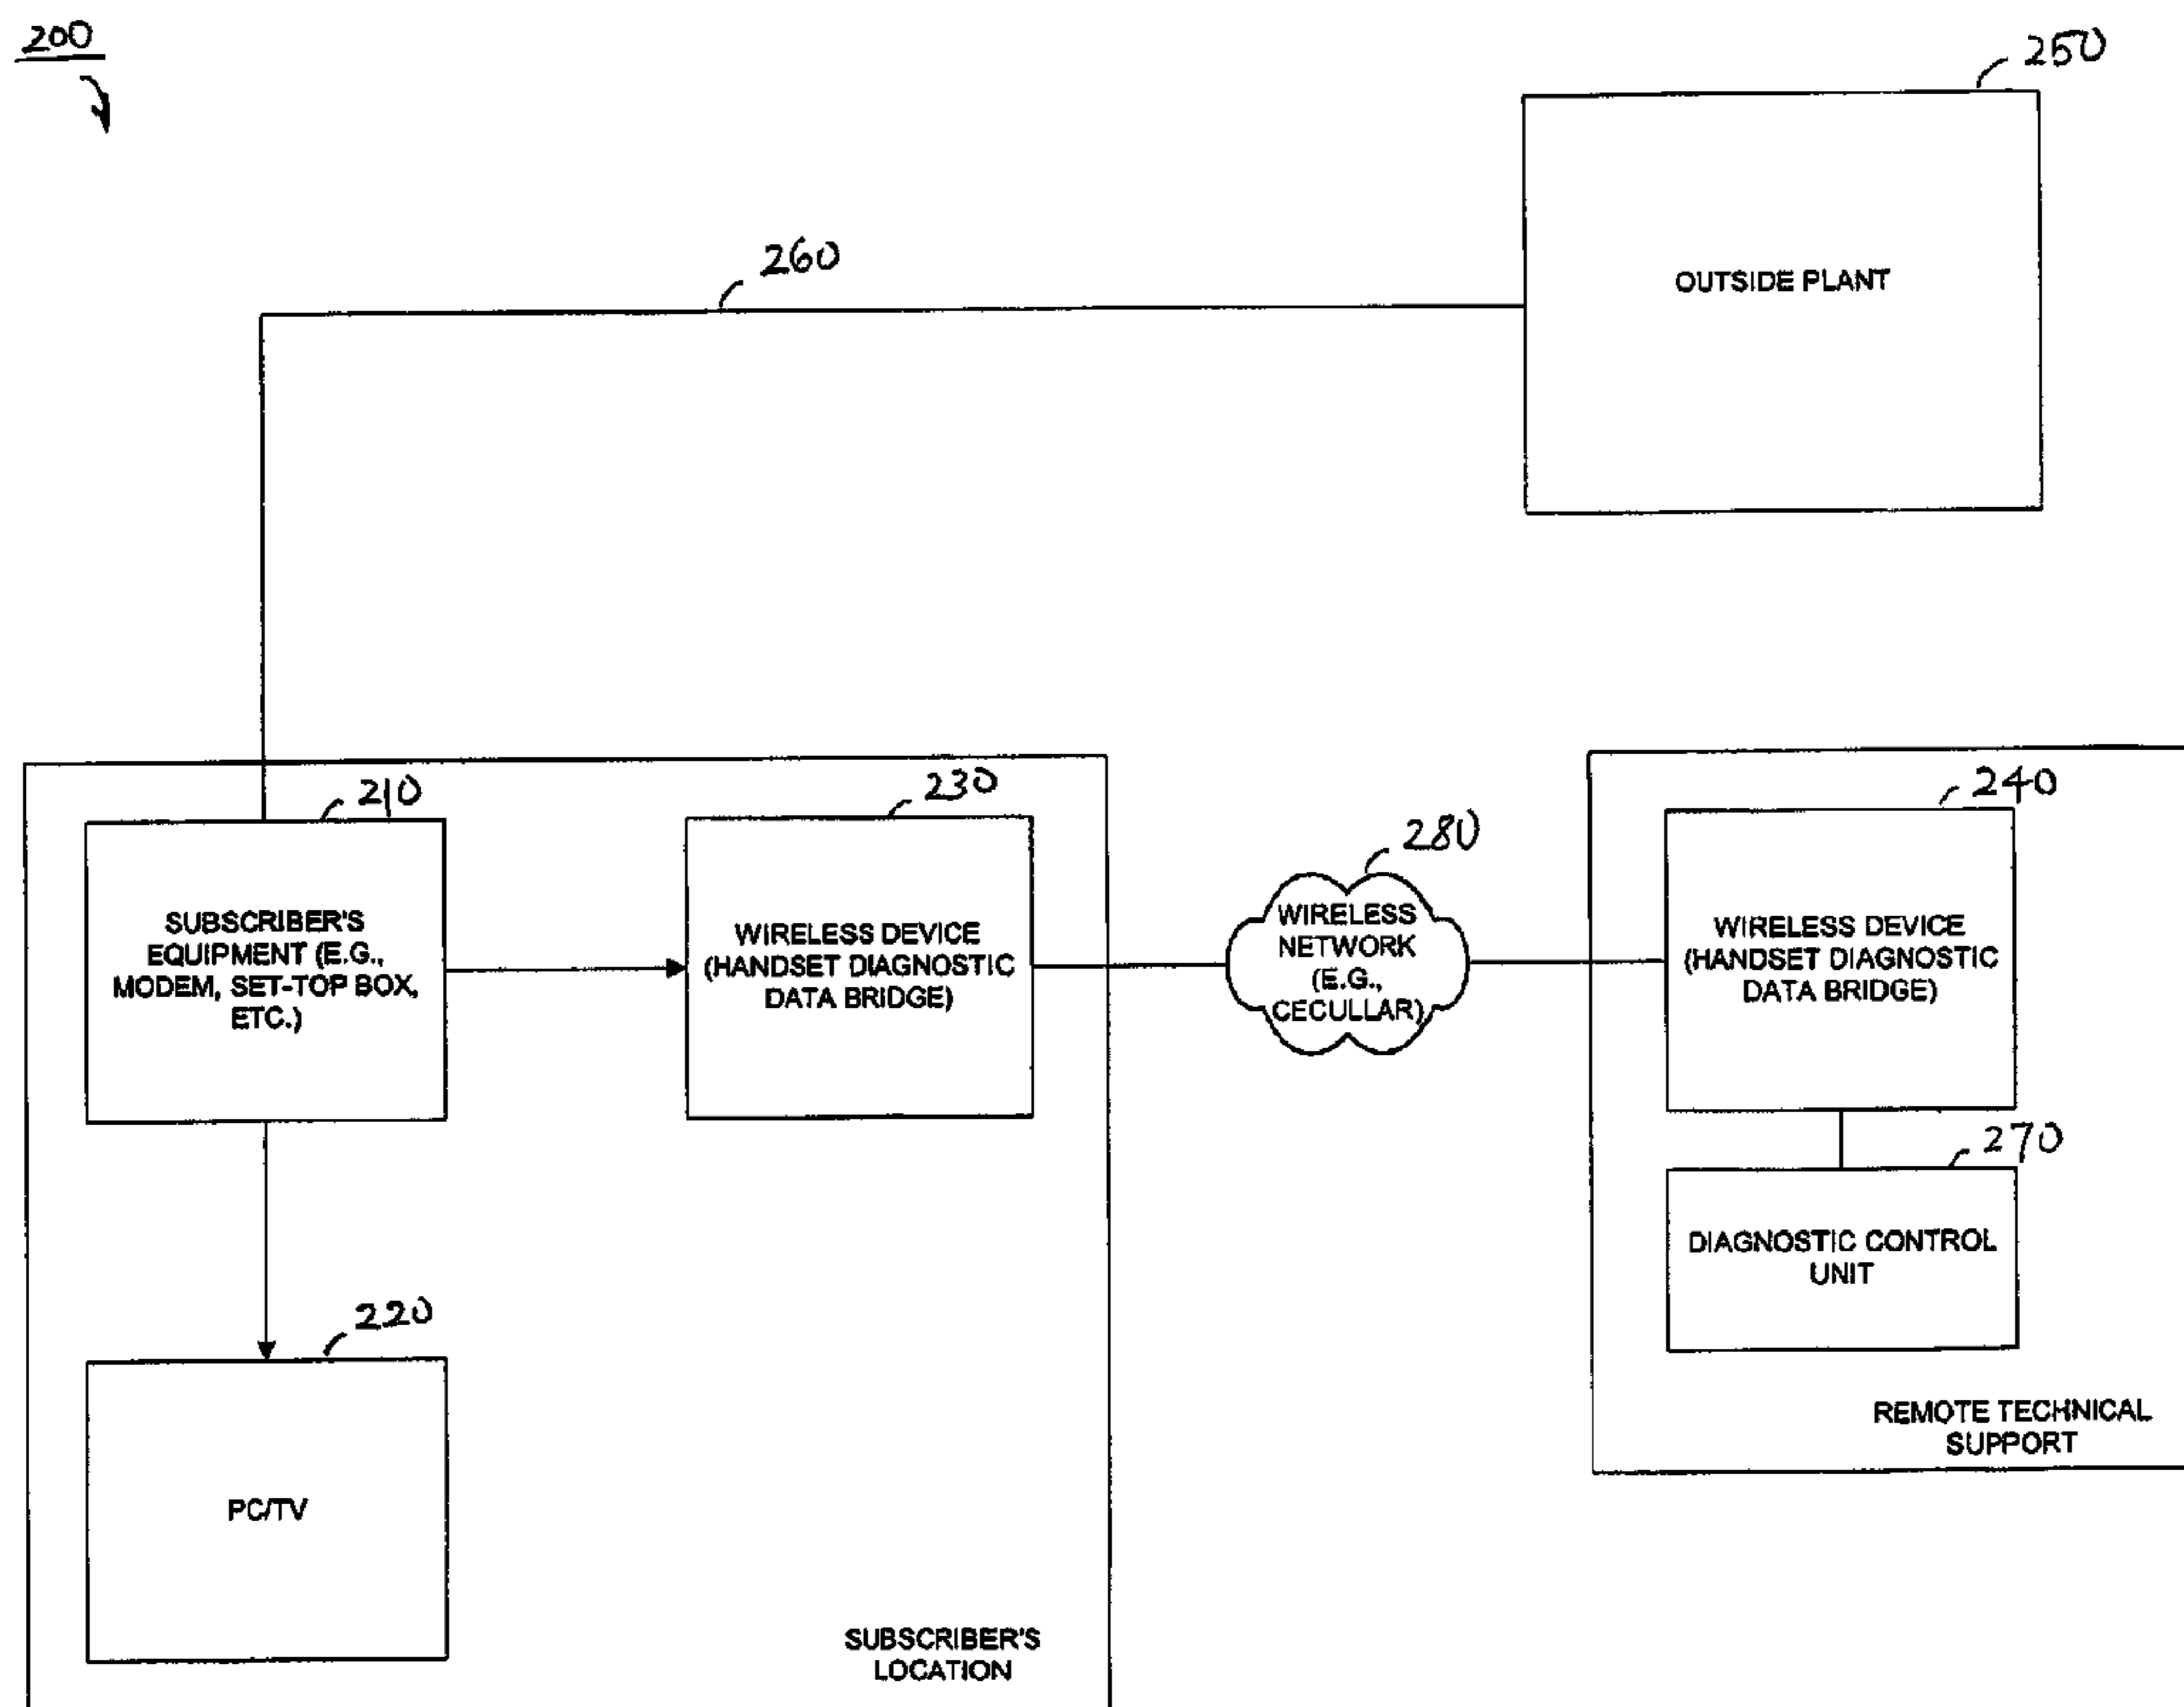 200
250
260
OUTSIDE PLANT
210
230
240
280
SUBSCRIBER'S
EQUIPMENT (E.G.,
MODEM, SET-TOP BOX,
ETC.)
WIRELESS DEVICE
(HANDSET DIAGNOSTIC
DATA BRIDGE)
WIRELESS
NETWORK
(E.G.,
CECULLAR)
WIRELESS DEVICE
(HANDSET DIAGNOSTIC
DATA BRIDGE)
270
DIAGNOSTIC CONTROL
UNIT
220
PC/TV
REMOTE TECHNICAL
SUPPORT
SUBSCRIBER'S
LOCATION